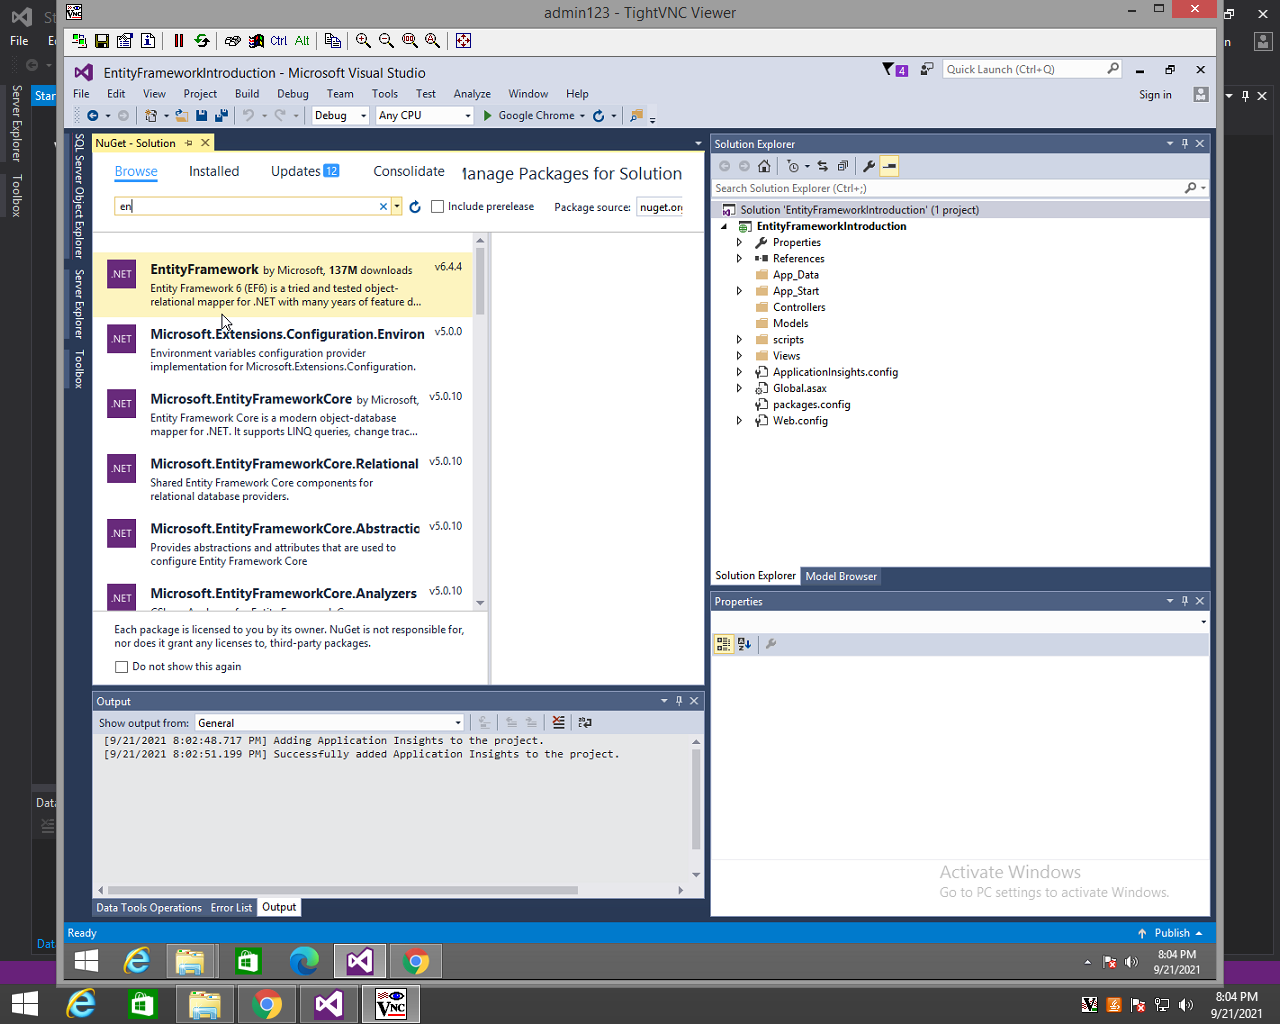 admin123 - TightVNC Viewer
Ctrl Alt
EntityFrameworkIntroduction - Microsoft Visual Studio
4
Quick Launch (Ctrl+Q)
File Edit View Project Build Debug Team Tools Test Analyze Window Help
Sign in
Debug Any CPU Google Chrome
File
Star
Server Explorer
Toolbox
SQL Server Object Explorer
Server Explorer
Toolbox
NuGet - Solution
Browse Installed Updates 12 Consolidate
Manage Packages for Solution
en
Include prerelease
Package source: nuget.or
.NET
EntityFramework by Microsoft, 137M downloads v6.4.4
Entity Framework 6 (EF6) is a tried and tested object-
relational mapper for .NET with many years of feature d...
.NET
Microsoft.Extensions.Configuration.Environ v5.0.0
Environment variables configuration provider
implementation for Microsoft.Extensions.Configuration.
.NET
Microsoft.EntityFrameworkCore by Microsoft, v5.0.10
Entity Framework Core is a modern object-database
mapper for .NET. It supports LINQ queries, change trac...
.NET
Microsoft.EntityFrameworkCore.Relational v5.0.10
Shared Entity Framework Core components for
relational database providers.
.NET
Microsoft.EntityFrameworkCore.Abstractic v5.0.10
Provides abstractions and attributes that are used to
configure Entity Framework Core
.NET
Microsoft.EntityFrameworkCore.Analyzers v5.0.10
Each package is licensed to you by its owner. NuGet is not responsible for,
nor does it grant any licenses to, third-party packages.
Do not show this again
Solution Explorer
Search Solution Explorer (Ctrl+;)
Solution 'EntityFrameworkIntroduction' (1 project)
EntityFrameworkIntroduction
Properties
References
App_Data
App_Start
Controllers
Models
scripts
Views
ApplicationInsights.config
Global.asax
packages.config
Web.config
Solution Explorer Model Browser
Properties
Output
Show output from: General
[9/21/2021 8:02:48.717 PM] Adding Application Insights to the project.
[9/21/2021 8:02:51.199 PM] Successfully added Application Insights to the project.
Activate Windows
Go to PC settings to activate Windows.
Data Tools Operations Error List Output
Data
Dat
Ready
Publish
8:04 PM
9/21/2021
8:04 PM
9/21/2021